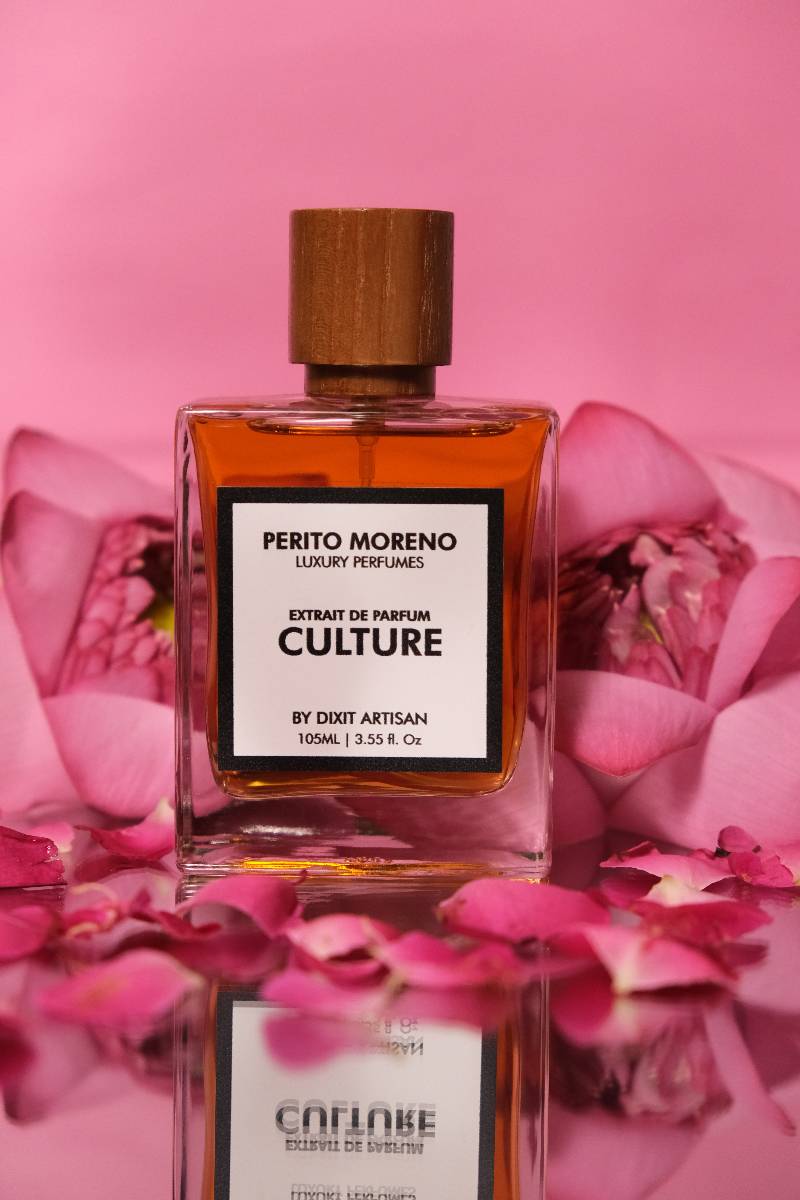 PERITO MORENO
LUXURY PERFUMES
EXTRAIT DE PARFUM
CULTURE
BY DIXIT ARTISAN
105ML | 3.55 fl. Oz